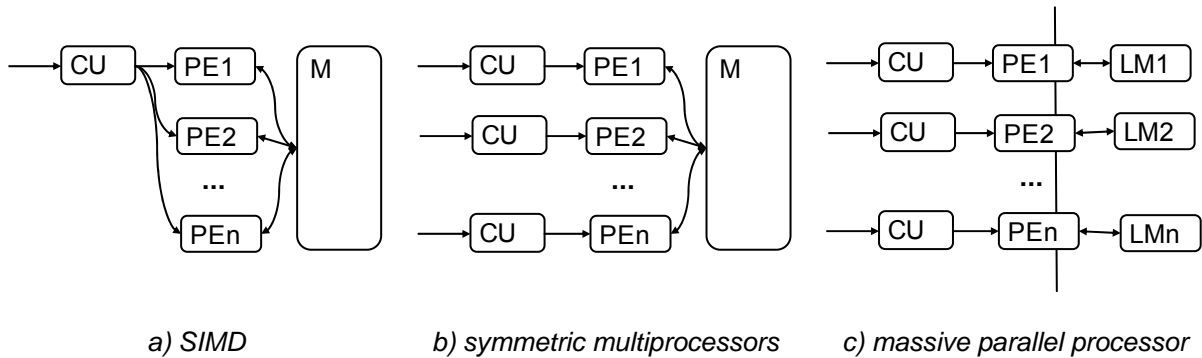 CU PE1 M
PE2
...
PEn
a) SIMD
CU PE1 M
CU PE2
...
CU PEn
b) symmetric multiprocessors
CU PE1 LM1
CU PE2 LM2
...
CU PEn LMn
c) massive parallel processor